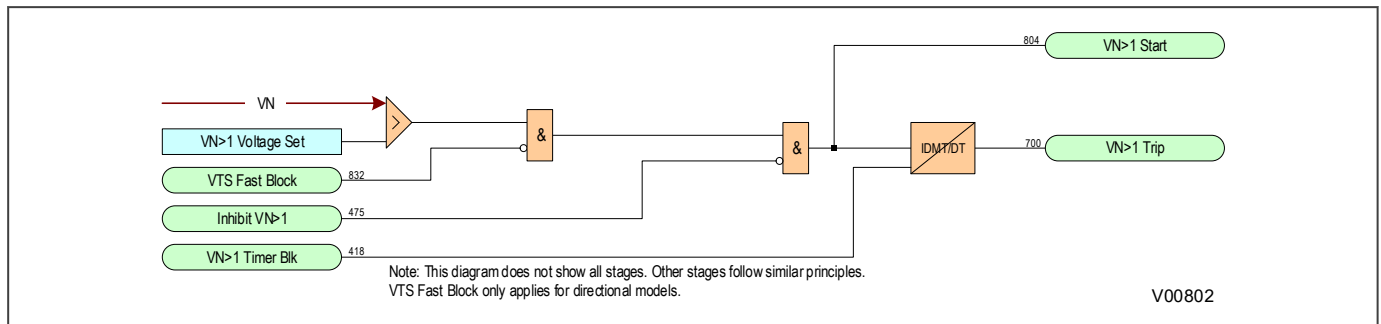 804
VN>1 Start
VN
>
VN>1 Voltage Set
&
&
IDMT/DT
700
VN>1 Trip
VTS Fast Block
832
Inhibit VN>1
475
VN>1 Timer Blk
418
Note: This diagram does not show all stages. Other stages follow similar principles.
VTS Fast Block only applies for directional models.
V00802